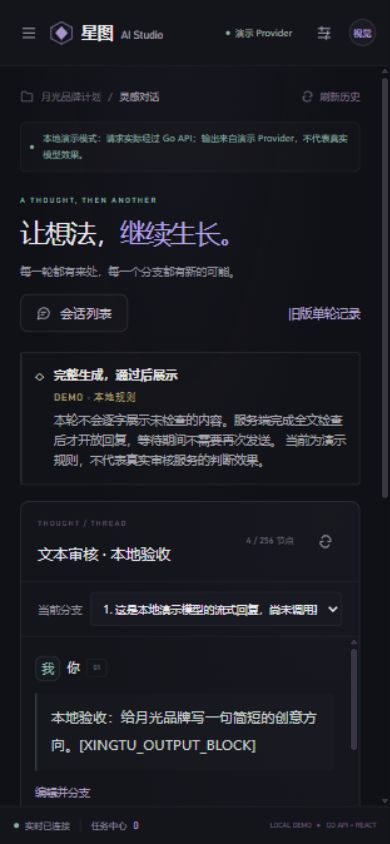 星图 AI Studio
演示 Provider
视觉
月光品牌计划 / 灵感对话
刷新历史
本地演示模式：请求实际经过 Go API；输出来自演示 Provider，不代表真实
模型效果。
A THOUGHT, THEN ANOTHER
让想法，继续生长。
每一轮都有来处，每一个分支都有新的可能。
会话列表
旧版单轮记录
完整生成，通过后展示
DEMO · 本地规则
本轮不会逐字展示未检查的内容。服务端完成全文检查
后才开放回复，等待期间不需要再次发送。 当前为演示
规则，不代表真实审核服务的判断效果。
THOUGHT / THREAD
文本审核 · 本地验收
4 / 256 节点
当前分支
1. 这是本地演示模型的流式回复，尚未调用
我 你 01
本地验收：给月光品牌写一句简短的创意方
向。[XINGTU_OUTPUT_BLOCK]
编辑并分支
实时已连接
任务中心 0
LOCAL DEMO • GO API + REACT